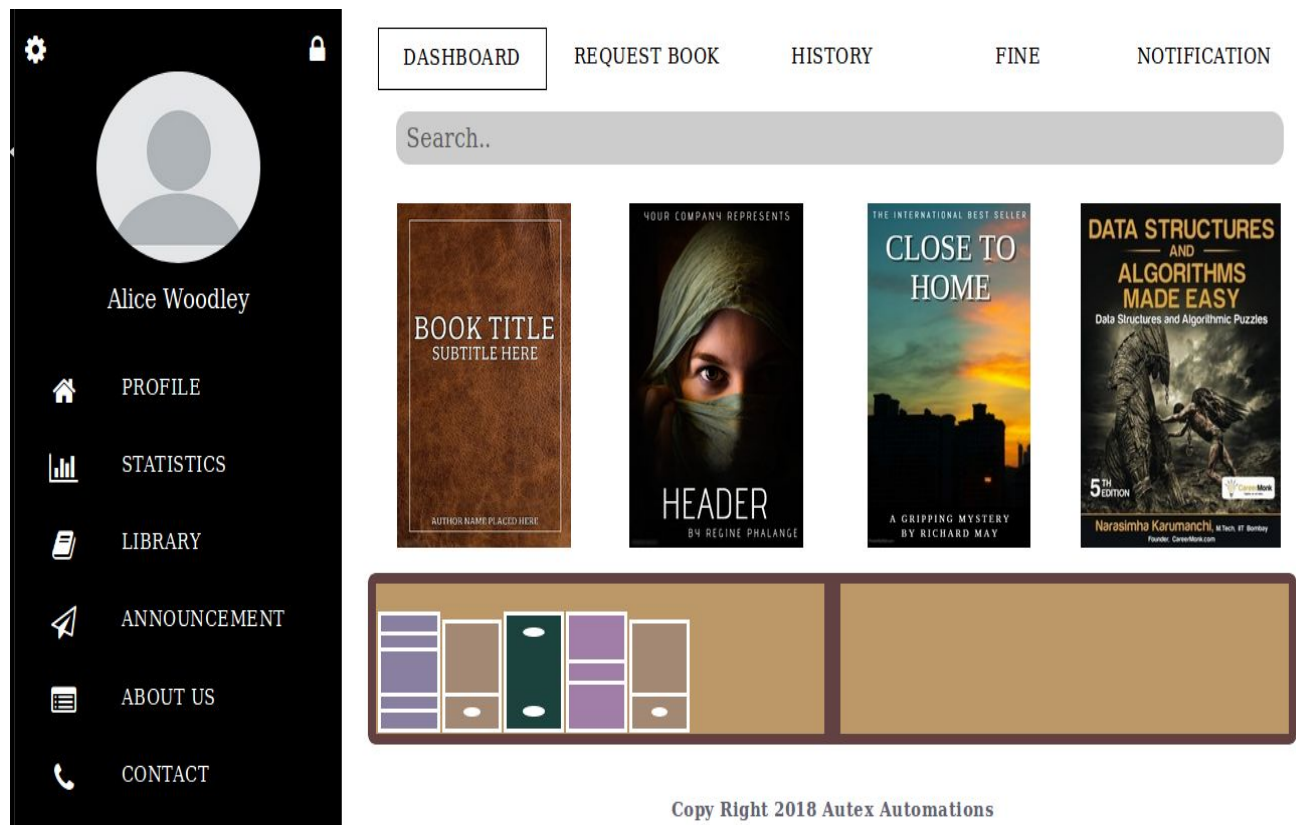 Alice Woodley
PROFILE
STATISTICS
LIBRARY
ANNOUNCEMENT
ABOUT US
CONTACT
DASHBOARD
REQUEST BOOK
HISTORY
FINE
NOTIFICATION
Search..
BOOK TITLE
SUBTITLE HERE
AUTHOR NAME PLACED HERE
YOUR COMPANY REPRESENTS
HEADER
BY REGINE PHALANGE
THE INTERNATIONAL BEST SELLER
CLOSE TO
HOME
A GRIPPING MYSTERY
BY RICHARD MAY
DATA STRUCTURES
AND
ALGORITHMS
MADE EASY
Data Structures and Algorithmic Puzzles
5TH
EDITION
CareerMonk
Narasimha Karumanchi, M.Tech, IIT Bombay
Founder, CareerMonk.com
Copy Right 2018 Autex Automations